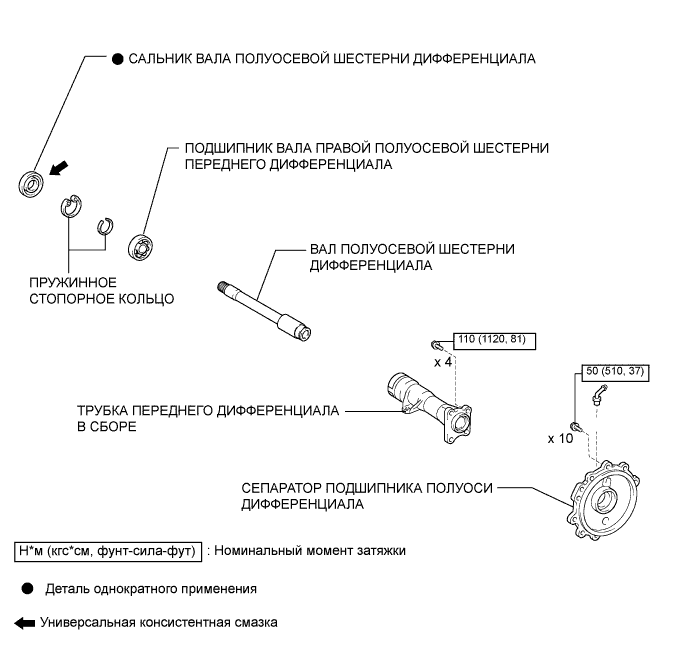 САЛЬНИК ВАЛА ПОЛУОСЕВОЙ ШЕСТЕРНИ ДИФФЕРЕНЦИАЛА
ПОДШИПНИК ВАЛА ПРАВОЙ ПОЛУОСЕВОЙ ШЕСТЕРНИ
ПЕРЕДНЕГО ДИФФЕРЕНЦИАЛА
ПРУЖИННОЕ
СТОПОРНОЕ КОЛЬЦО
ВАЛ ПОЛУОСЕВОЙ ШЕСТЕРНИ
ДИФФЕРЕНЦИАЛА
110 (1120, 81)
x 4
50 (510, 37)
x 10
ТРУБКА ПЕРЕДНЕГО ДИФФЕРЕНЦИАЛА
В СБОРЕ
СЕПАРАТОР ПОДШИПНИКА ПОЛУОСИ
ДИФФЕРЕНЦИАЛА
Н*м (кгс*см, фунт-сила-фут) : Номинальный момент затяжки
Деталь однократного применения
Универсальная консистентная смазка